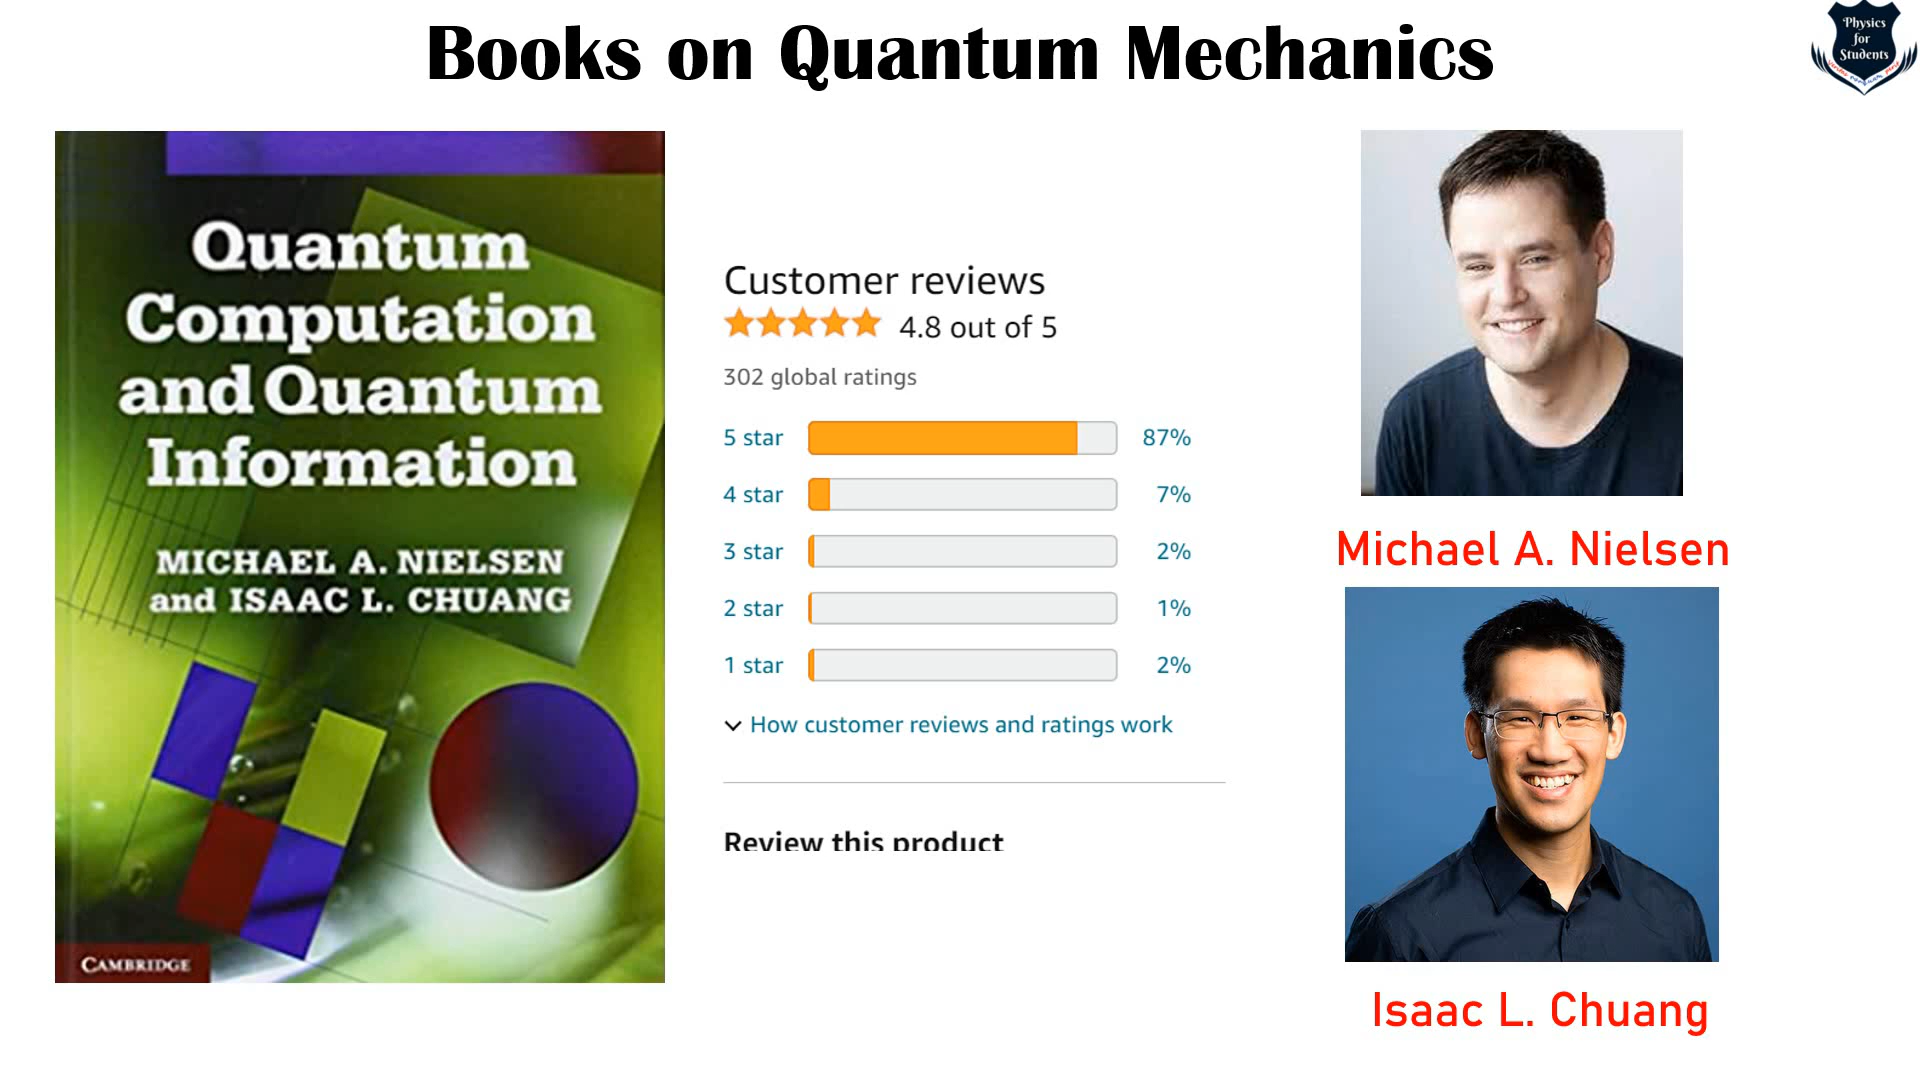 Books on Quantum Mechanics
Physics
for
Students
Quantum
Computation
and Quantum
Information
MICHAEL A. NIELSEN
and ISAAC L. CHUANG
CAMBRIDGE
Customer reviews
4.8 out of 5
302 global ratings
5 star 87%
4 star 7%
3 star 2%
2 star 1%
1 star 2%
How customer reviews and ratings work
Review this product
Michael A. Nielsen
Isaac L. Chuang